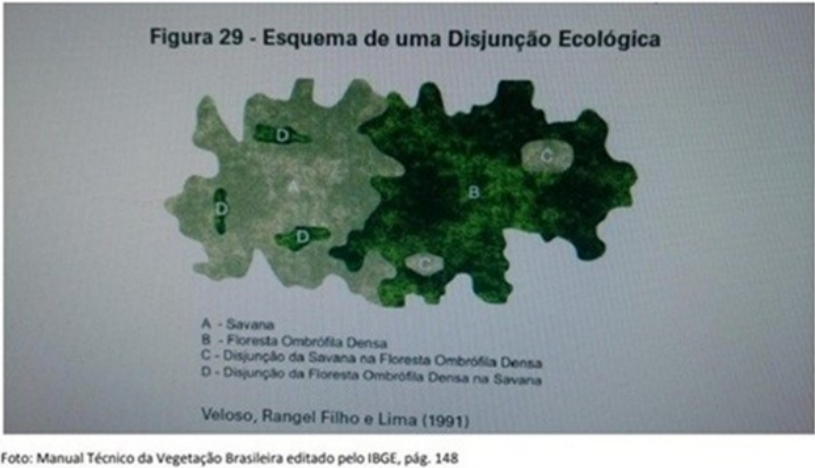 Figura 29 - Esquema de uma Disjunção Ecológica
D
C
A
B
D
D
C
A - Savana
B - Floresta Ombrófila Densa
C - Disjunção da Savana na Floresta Ombrófila Densa
D - Disjunção da Floresta Ombrófila Densa na Savana
Veloso, Rangel Filho e Lima (1991)
Foto: Manual Técnico da Vegetação Brasileira editado pelo IBGE, pág. 148